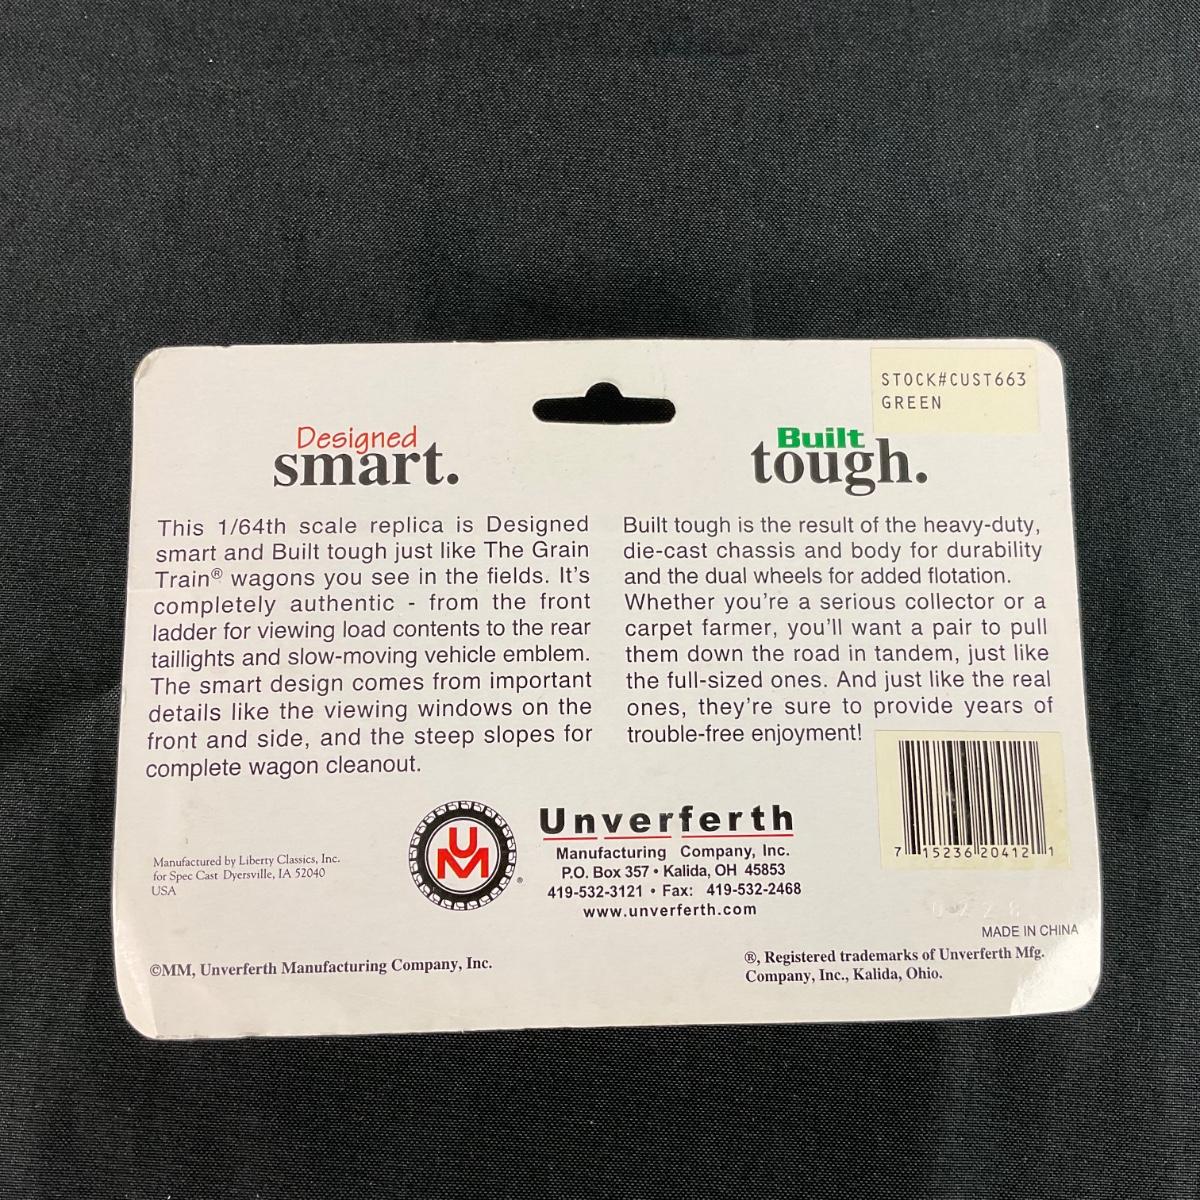 STOCK#CUST663
GREEN
Designed
smart.
This 1/64th scale replica is Designed
smart and Built tough just like The Grain
Train® wagons you see in the fields. It's
completely authentic - from the front
ladder for viewing load contents to the rear
taillights and slow-moving vehicle emblem.
The smart design comes from important
details like the viewing windows on the
front and side, and the steep slopes for
complete wagon cleanout.
Built
tough.
Built tough is the result of the heavy-duty,
die-cast chassis and body for durability
and the dual wheels for added flotation.
Whether you're a serious collector or a
carpet farmer, you'll want a pair to pull
them down the road in tandem, just like
the full-sized ones. And just like the real
ones, they're sure to provide years of
trouble-free enjoyment!
7 15236 20412 1
Manufactured by Liberty Classics, Inc.
for Spec Cast Dyersville, IA 52040
USA
UM®
Unverferth
Manufacturing Company, Inc.
P.O. Box 357 • Kalida, OH 45853
419-532-3121 • Fax: 419-532-2468
www.unverferth.com
MADE IN CHINA
©MM, Unverferth Manufacturing Company, Inc.
®, Registered trademarks of Unverferth Mfg.
Company, Inc., Kalida, Ohio.